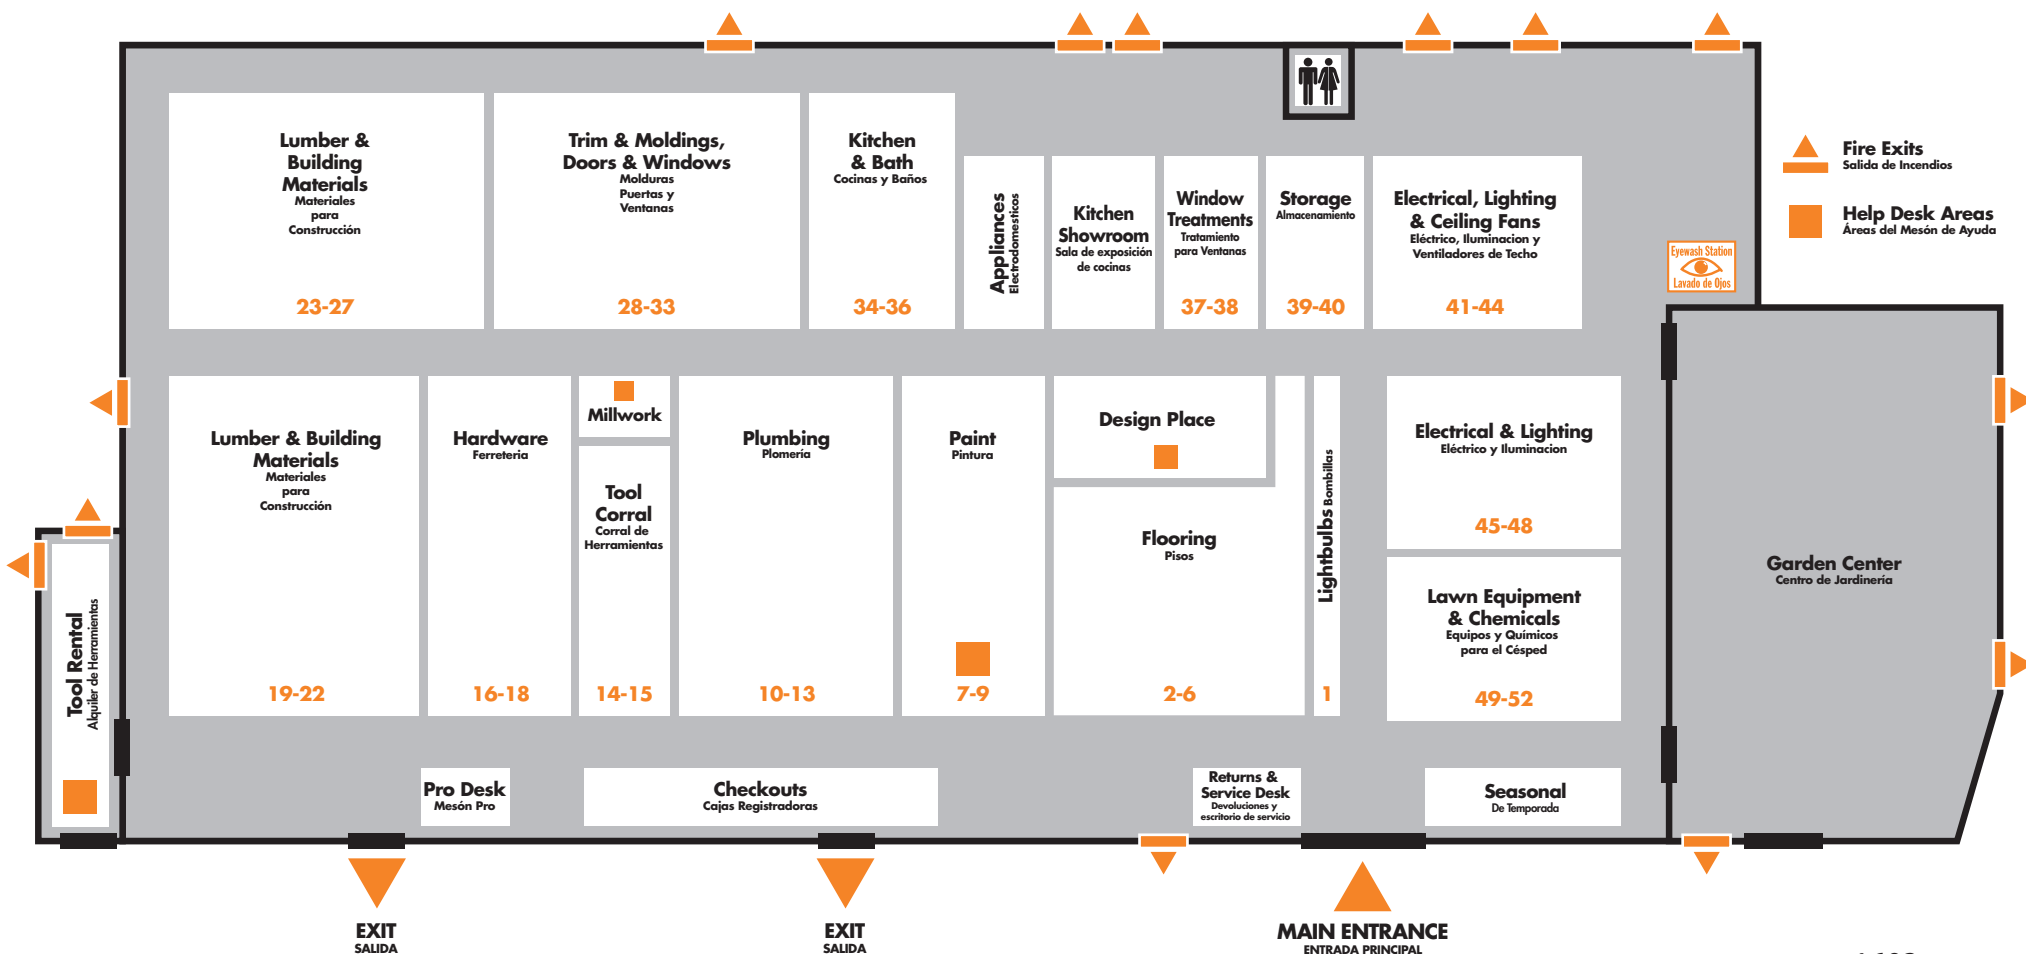 Lumber &
Building
Materials
Materiales
para
Construcción
23-27
Trim & Moldings,
Doors & Windows
Molduras
Puertas y
Ventanas
28-33
Kitchen
& Bath
Cocinas y Baños
34-36
Appliances
Electrodomesticos
Kitchen
Showroom
Sala de exposición
de cocinas
Window
Treatments
Tratamiento
para Ventanas
37-38
Storage
Almacenamiento
39-40
Electrical, Lighting
& Ceiling Fans
Eléctrico, Iluminacion y
Ventiladores de Techo
41-44
Eyewash Station
Lavado de Ojos
Fire Exits
Salida de Incendios
Help Desk Areas
Áreas del Mesón de Ayuda
Lumber & Building
Materials
Materiales
para
Construcción
19-22
Hardware
Ferreteria
16-18
Millwork
Tool
Corral
Corral de
Herramientas
14-15
Plumbing
Plomería
10-13
Paint
Pintura
7-9
Design Place
Flooring
Pisos
2-6
Lightbulbs Bombillas
1
Electrical & Lighting
Eléctrico y Iluminacion
45-48
Lawn Equipment
& Chemicals
Equipos y Químicos
para el Césped
49-52
Garden Center
Centro de Jardinería
Tool Rental
Alquiler de Herramientas
Pro Desk
Mesón Pro
Checkouts
Cajas Registradoras
Returns &
Service Desk
Devoluciones y
escritorio de servicio
Seasonal
De Temporada
EXIT
SALIDA
EXIT
SALIDA
MAIN ENTRANCE
ENTRADA PRINCIPAL